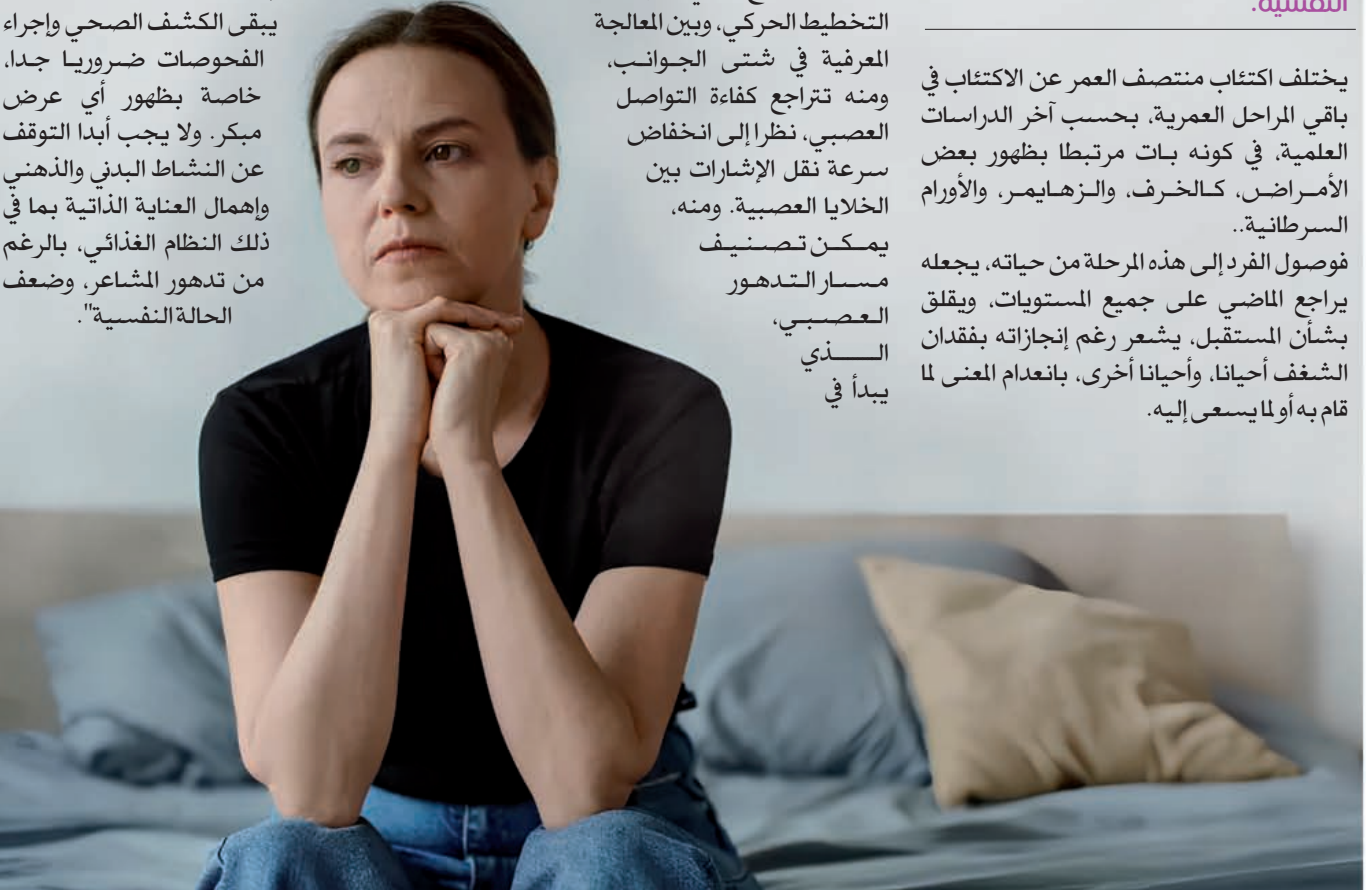 النفسية.
يختلف اكتئاب منتصف العمر عن الاكتئاب في
باقي المراحل العمرية، بحسب آخر الدراسات
العلمية، في كونه بات مرتبطا بظهور بعض
الأمراض، كالخرف، والزهايمر، والأورام
السرطانية..
فوصول الفرد إلى هذه المرحلة من حياته، يجعله
يراجع الماضي على جميع المستويات، ويقلق
بشأن المستقبل، يشعر رغم إنجازاته بفقدان
الشغف أحيانا، وأحيانا أخرى، بانعدام المعنى لما
قام به أو لما يسعى إليه.
التخطيط الحركي، وبين المعالجة
المعرفية في شتى الجوانب،
ومنه تتراجع كفاءة التواصل
العصبي، نظرا إلى انخفاض
سرعة نقل الإشارات بين
الخلايا العصبية. ومنه،
يمكن تصنيف
مسار التدهور
العصبي،
الذي
يبدأ في
يبقى الكشف الصحي وإجراء
الفحوصات ضروريا جدا،
خاصة بظهور أي عرض
مبكر. ولا يجب أبدا التوقف
عن النشاط البدني والذهني
وإهمال العناية الذاتية بما في
ذلك النظام الغذائي، بالرغم
من تدهور المشاعر، وضعف
الحالة النفسية".